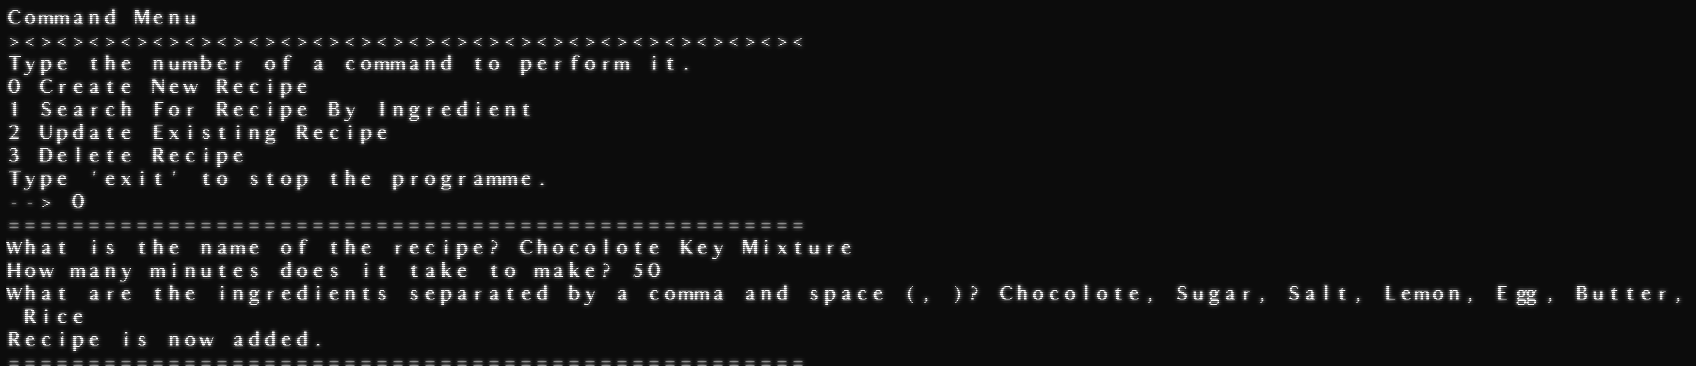 Command Menu
><><><><><><><><><><><><><><><><><><><><><><><><><
Type the number of a command to perform it.
0 Create New Recipe
1 Search For Recipe By Ingredient
2 Update Existing Recipe
3 Delete Recipe
Type 'exit' to stop the programme.
--> 0
==================================================
What is the name of the recipe? Chocolote Key Mixture
How many minutes does it take to make? 50
What are the ingredients separated by a comma and space (, )? Chocolote, Sugar, Salt, Lemon, Egg, Butter,
 Rice
Recipe is now added.
==================================================